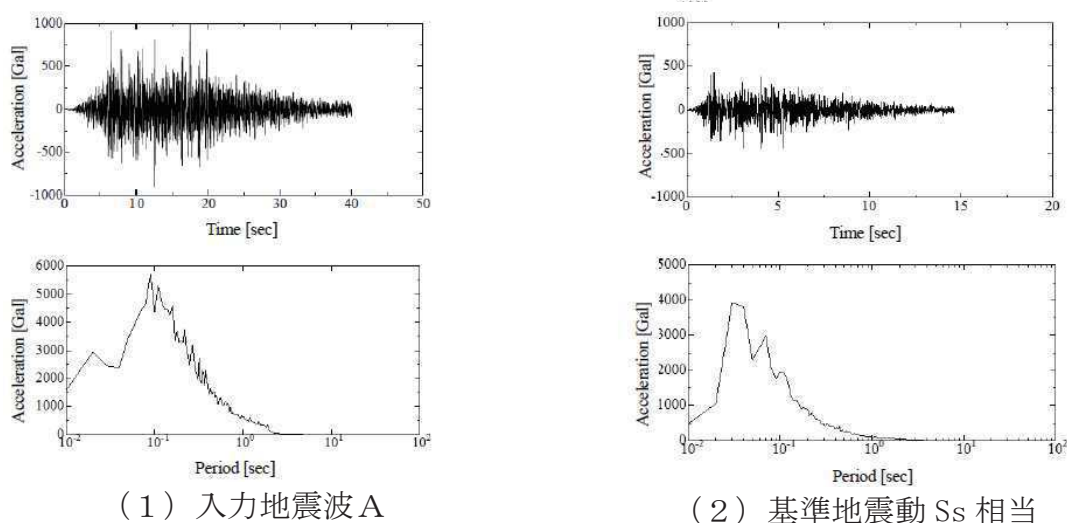 1000
500
0
-500
-1000
Acceleration [Gal]
0 10 20 30 40 50
Time [sec]
6000
5000
4000
3000
2000
1000
0
Acceleration [Gal]
10-2 10-1 100 101 102
Period [sec]
(1) 入力地震波A
1000
500
0
-500
-1000
Acceleration [Gal]
0 5 10 15 20
Time [sec]
5000
4000
3000
2000
1000
0
Acceleration [Gal]
10-2 10-1 100 101 102
Period [sec]
(2) 基準地震動 Ss 相当